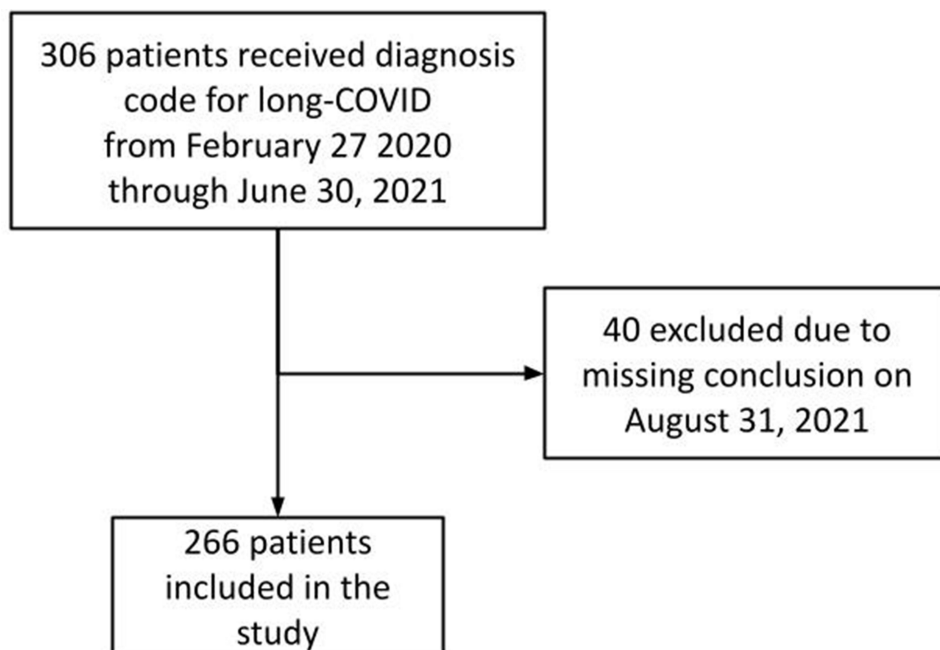 306 patients received diagnosis
code for long-COVID
from February 27 2020
through June 30, 2021
40 excluded due to
missing conclusion on
August 31, 2021
266 patients
included in the
study